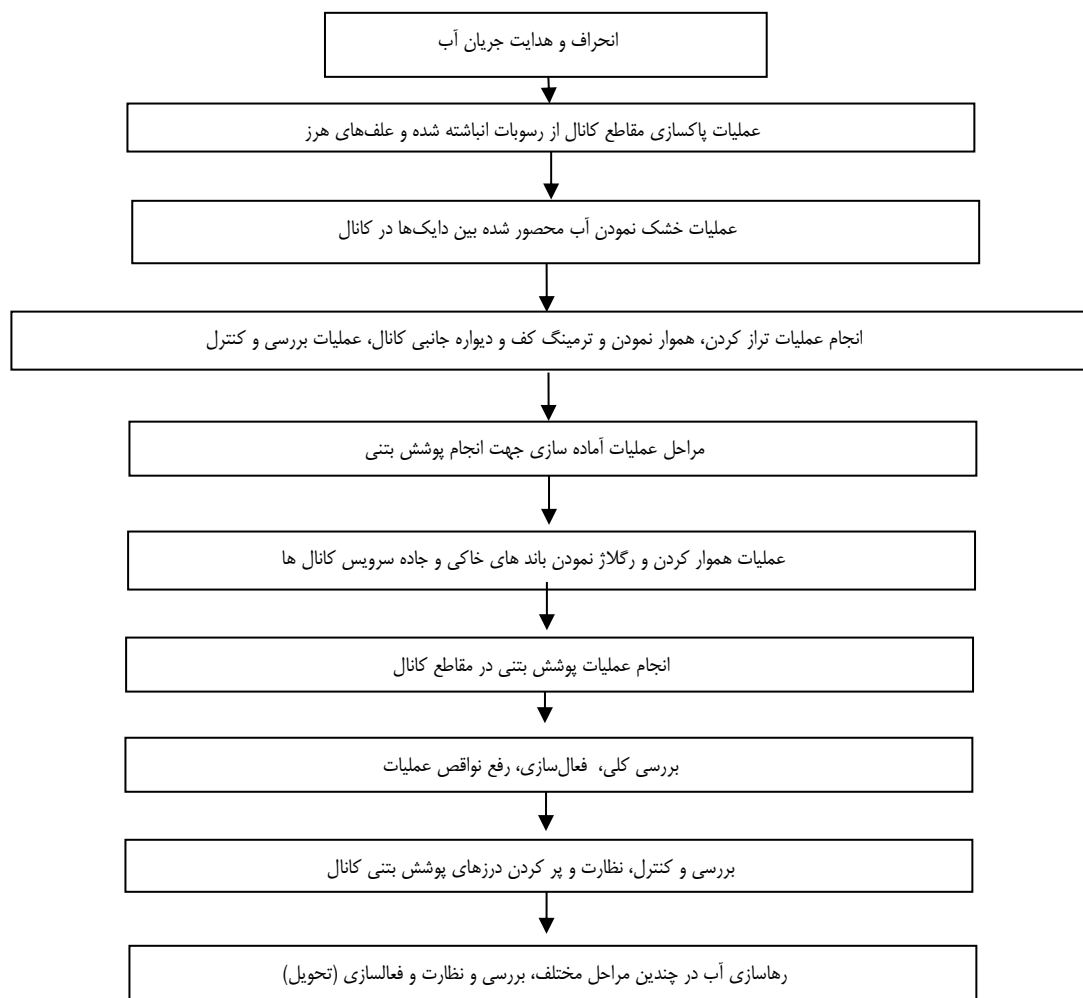 انحراف و هدایت جریان آب
عملیات پاکسازی مقاطع کانال از رسوبات انباشته شده و علف‌های هرز
عملیات خشک نمودن آب محصور شده بین دایک‌ها در کانال
انجام عملیات تراز کردن، هموار نمودن و ترمینگ کف و دیواره جانبی کانال، عملیات بررسی و کنترل
مراحل عملیات آماده سازی جهت انجام پوشش بتنی
عملیات هموار کردن و رگلاژ نمودن باند های خاکی و جاده سرویس کانال ها
انجام عملیات پوشش بتنی در مقاطع کانال
بررسی کلی، فعال‌سازی، رفع نواقص عملیات
بررسی و کنترل، نظارت و پر کردن درزهای پوشش بتنی کانال
رهاسازی آب در چندین مراحل مختلف، بررسی و نظارت و فعالسازی (تحویل)